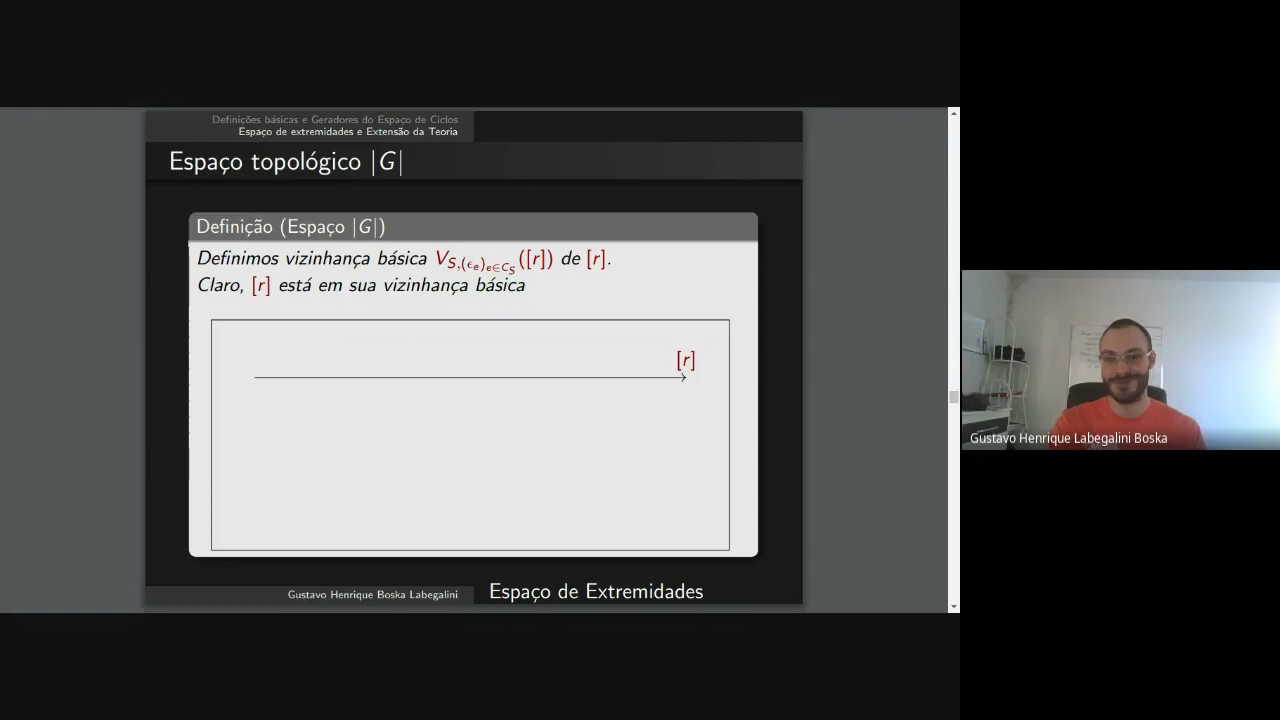 Definições básicas e Geradores do Espaço de Ciclos
Espaço de extremidades e Extensão da Teoria
Espaço topológico |G|
Definição (Espaço |G|)
Definimos vizinhança básica V_{S,(ϵ_e)_{e∈C_S}}([r]) de [r].
Claro, [r] está em sua vizinhança básica
[r]
Gustavo Henrique Boska Labegalini
Espaço de Extremidades
Gustavo Henrique Labegalini Boska